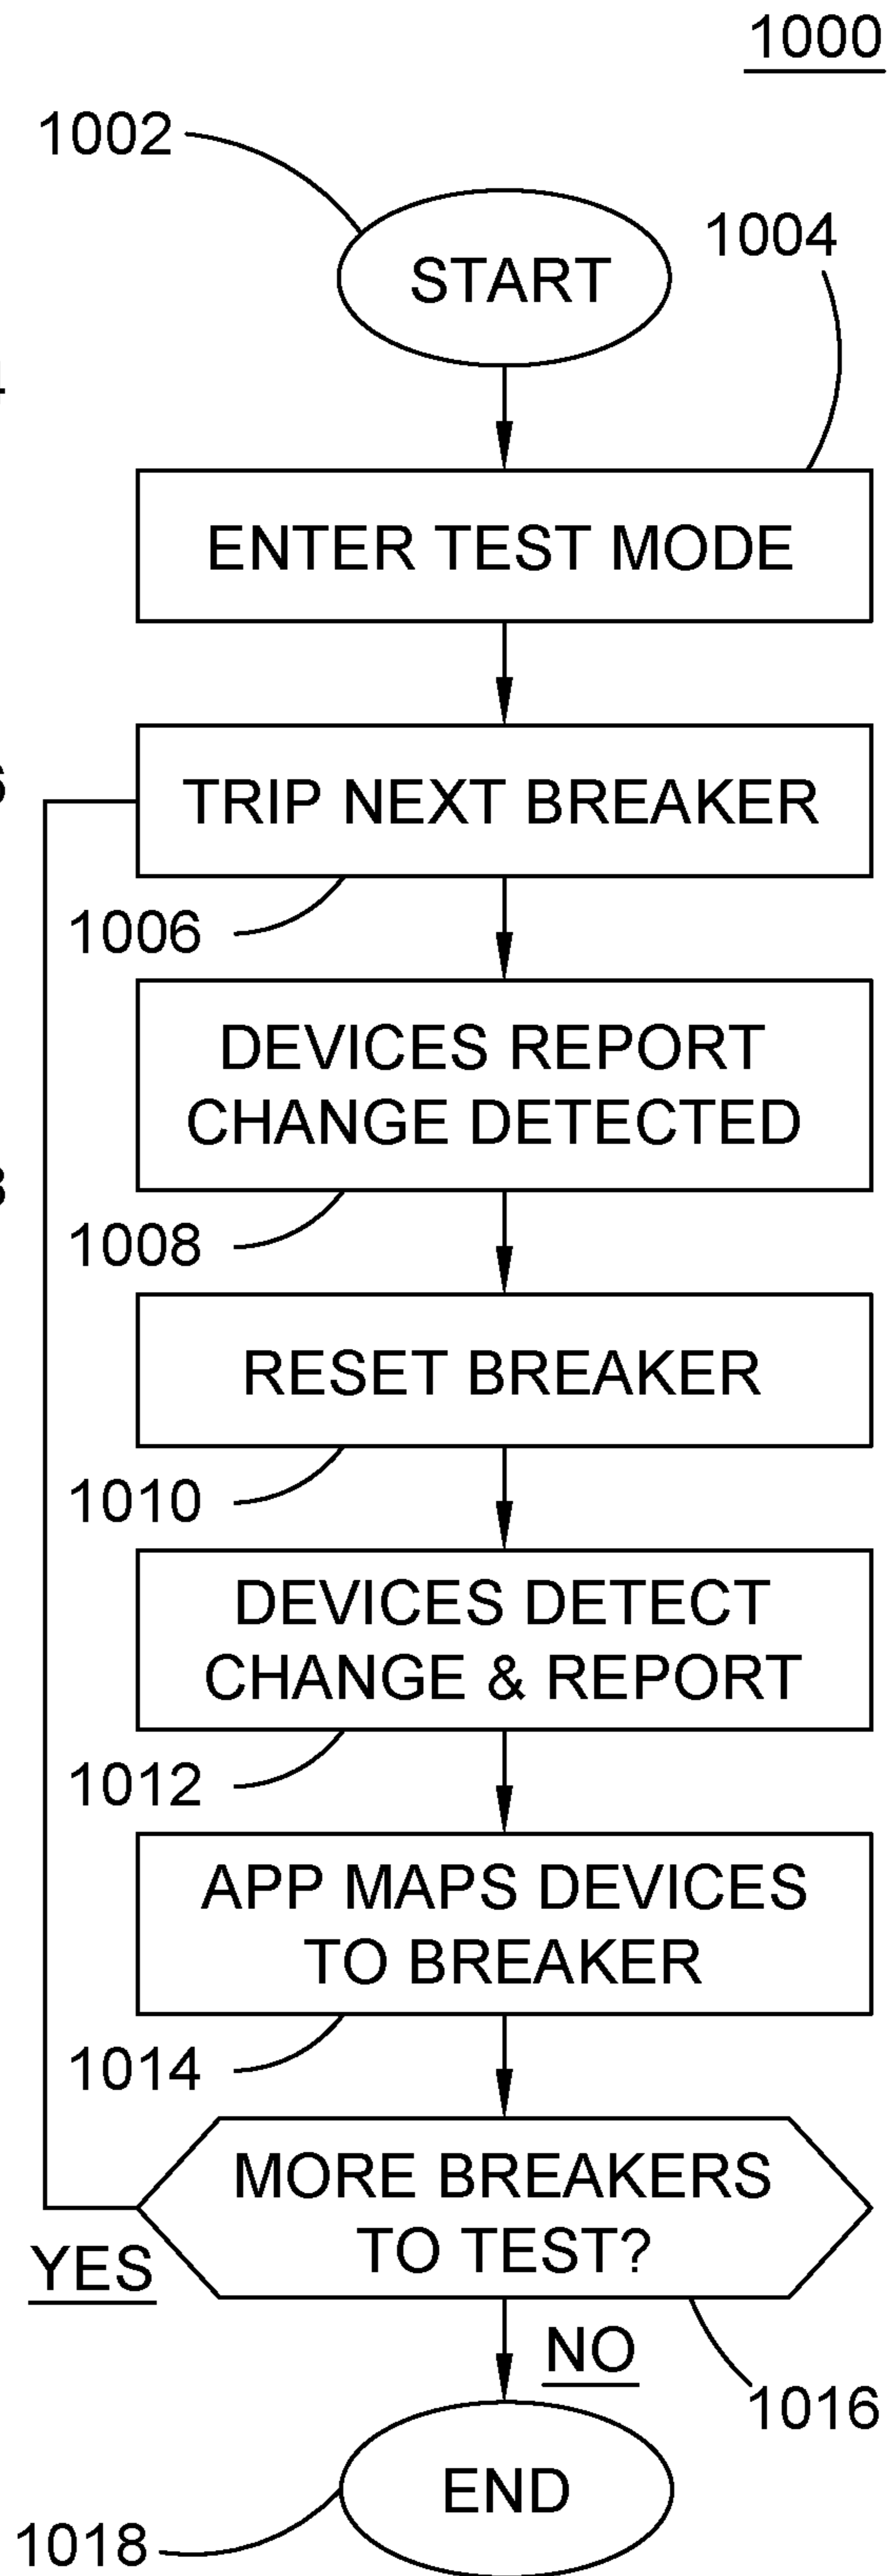 1000
1002
START
1004
ENTER TEST MODE
TRIP NEXT BREAKER
1006
DEVICES REPORT
CHANGE DETECTED
1008
RESET BREAKER
1010
DEVICES DETECT
CHANGE & REPORT
1012
APP MAPS DEVICES
TO BREAKER
1014
MORE BREAKERS
TO TEST?
YES
NO
1016
END
1018